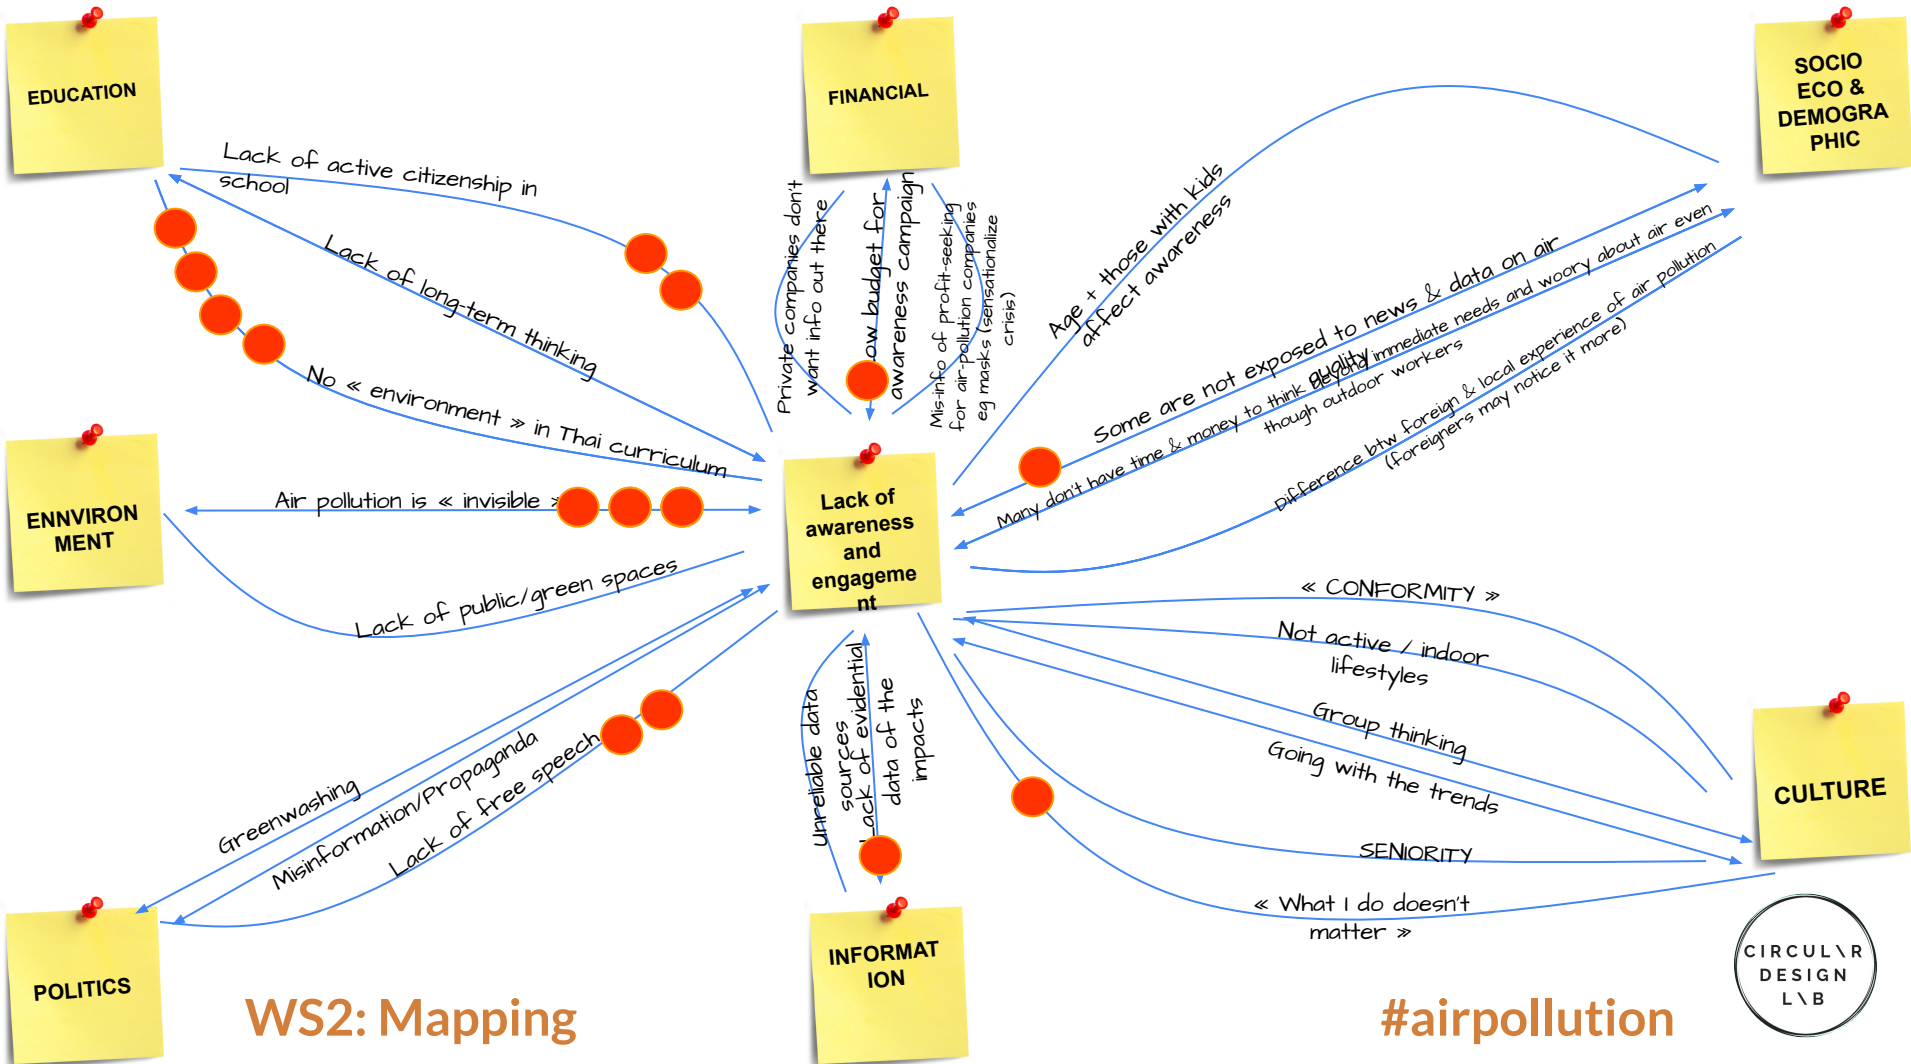 EDUCATION
FINANCIAL
SOCIO
ECO &
DEMOGRA
PHIC
Lack of active citizenship in
school
Lack of long-term thinking
No « environment » in Thai curriculum
Private companies don't
want info out there
Low budget for
awareness campaign
Mis-info of profit-seeking
for air-pollution companies
eg masks (sensationalize
crisis)
Age + those with kids
affect awareness
Some are not exposed to news & data on air
quality
Many don't have time & money to think beyond immediate needs and woory about air even
though outdoor workers
Difference btw foreign & local experience of air pollution
(foreigners may notice it more)
ENNVIRON
MENT
Air pollution is « invisible »
Lack of public/green spaces
Lack of
awareness
and
engageme
nt
« CONFORMITY »
Not active / indoor
lifestyles
Group thinking
Going with the trends
SENIORITY
« What I do doesn't
matter »
CULTURE
Greenwashing
Misinformation/Propaganda
Lack of free speech
Unreliable data
sources
Lack of evidential
data of the
impacts
POLITICS
INFORMAT
ION
WS2: Mapping
#airpollution
CIRCUL\R
DESIGN
L\B